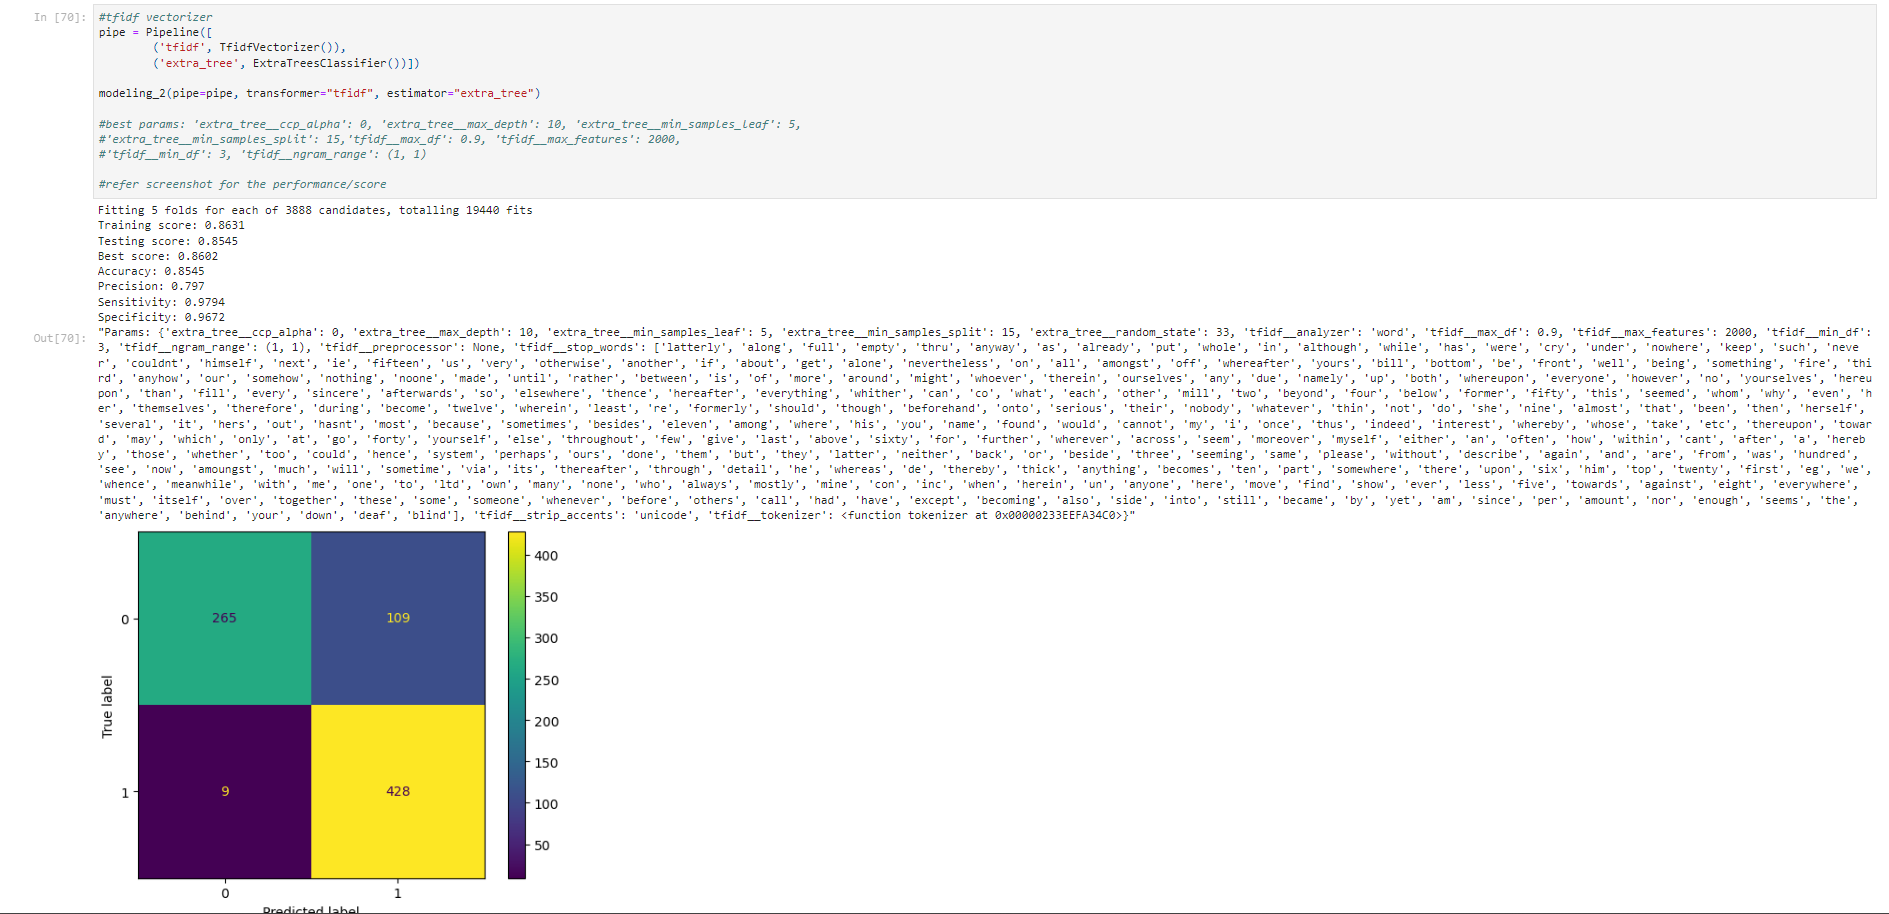 In [70]:
#tfidf vectorizer
pipe = Pipeline([
('tfidf', TfidfVectorizer()),
('extra_tree', ExtraTreesClassifier())])
modeling_2(pipe=pipe, transformer="tfidf", estimator="extra_tree")
#best params: 'extra_tree__ccp_alpha': 0, 'extra_tree__max_depth': 10, 'extra_tree__min_samples_leaf': 5,
#'extra_tree__min_samples_split': 15,'tfidf__max_df': 0.9, 'tfidf__max_features': 2000,
#'tfidf__min_df': 3, 'tfidf__ngram_range': (1, 1)
#refer screenshot for the performance/score
Fitting 5 folds for each of 3888 candidates, totalling 19440 fits
Training score: 0.8631
Testing score: 0.8545
Best score: 0.8602
Accuracy: 0.8545
Precision: 0.797
Sensitivity: 0.9794
Specificity: 0.9672
Out[70]:
"Params: {'extra_tree__ccp_alpha': 0, 'extra_tree__max_depth': 10, 'extra_tree__min_samples_leaf': 5, 'extra_tree__min_samples_split': 15, 'extra_tree__random_state': 33, 'tfidf__analyzer': 'word', 'tfidf__max_df': 0.9, 'tfidf__max_features': 2000, 'tfidf__min_df':
3, 'tfidf__ngram_range': (1, 1), 'tfidf__preprocessor': None, 'tfidf__stop_words': ['latterly', 'along', 'full', 'empty', 'thru', 'anyway', 'as', 'already', 'put', 'whole', 'in', 'although', 'while', 'has', 'were', 'cry', 'under', 'nowhere', 'keep', 'such', 'neve
r', 'couldnt', 'himself', 'next', 'ie', 'fifteen', 'us', 'very', 'otherwise', 'another', 'if', 'about', 'get', 'alone', 'nevertheless', 'on', 'all', 'amongst', 'off', 'whereafter', 'yours', 'bill', 'bottom', 'be', 'front', 'well', 'being', 'something', 'fire', 'thi
rd', 'anyhow', 'our', 'somehow', 'nothing', 'noone', 'made', 'until', 'rather', 'between', 'is', 'of', 'more', 'around', 'might', 'whoever', 'therein', 'ourselves', 'any', 'due', 'namely', 'up', 'both', 'whereupon', 'everyone', 'however', 'no', 'yourselves', 'hereu
pon', 'than', 'fill', 'every', 'sincere', 'afterwards', 'so', 'elsewhere', 'thence', 'hereafter', 'everything', 'whither', 'can', 'co', 'what', 'each', 'other', 'mill', 'two', 'beyond', 'four', 'below', 'former', 'fifty', 'this', 'seemed', 'whom', 'why', 'even', 'h
er', 'themselves', 'therefore', 'during', 'become', 'twelve', 'wherein', 'least', 're', 'formerly', 'should', 'though', 'beforehand', 'onto', 'serious', 'their', 'nobody', 'whatever', 'thin', 'not', 'do', 'she', 'nine', 'almost', 'that', 'been', 'then', 'herself',
'several', 'it', 'hers', 'out', 'hasnt', 'most', 'because', 'sometimes', 'besides', 'eleven', 'among', 'where', 'his', 'you', 'name', 'found', 'would', 'cannot', 'my', 'i', 'once', 'thus', 'indeed', 'interest', 'whereby', 'whose', 'take', 'etc', 'thereupon', 'towar
d', 'may', 'which', 'only', 'at', 'go', 'forty', 'yourself', 'else', 'throughout', 'few', 'give', 'last', 'above', 'sixty', 'for', 'further', 'wherever', 'across', 'seem', 'moreover', 'myself', 'either', 'an', 'often', 'how', 'within', 'cant', 'after', 'a', 'hereb
y', 'those', 'whether', 'too', 'could', 'hence', 'system', 'perhaps', 'ours', 'done', 'them', 'but', 'they', 'latter', 'neither', 'back', 'or', 'beside', 'three', 'seeming', 'same', 'please', 'without', 'describe', 'again', 'and', 'are', 'from', 'was', 'hundred',
'see', 'now', 'amoungst', 'much', 'will', 'sometime', 'via', 'its', 'thereafter', 'through', 'detail', 'he', 'whereas', 'de', 'thereby', 'thick', 'anything', 'becomes', 'ten', 'part', 'somewhere', 'there', 'upon', 'six', 'him', 'top', 'twenty', 'first', 'eg', 'we',
'whence', 'meanwhile', 'with', 'me', 'one', 'to', 'ltd', 'own', 'many', 'none', 'who', 'always', 'mostly', 'mine', 'con', 'inc', 'when', 'herein', 'un', 'anyone', 'here', 'move', 'find', 'show', 'ever', 'less', 'five', 'towards', 'against', 'eight', 'everywhere',
'must', 'itself', 'over', 'together', 'these', 'some', 'someone', 'whenever', 'before', 'others', 'call', 'had', 'have', 'except', 'becoming', 'also', 'side', 'into', 'still', 'became', 'by', 'yet', 'am', 'since', 'per', 'amount', 'nor', 'enough', 'seems', 'the',
'anywhere', 'behind', 'your', 'down', 'deaf', 'blind'], 'tfidf__strip_accents': 'unicode', 'tfidf__tokenizer': <function tokenizer at 0x00000233EEFA34C0>}"
400
350
300
250
200
150
100
50
0
265
109
True label
1
9
428
0
1
Predicted label